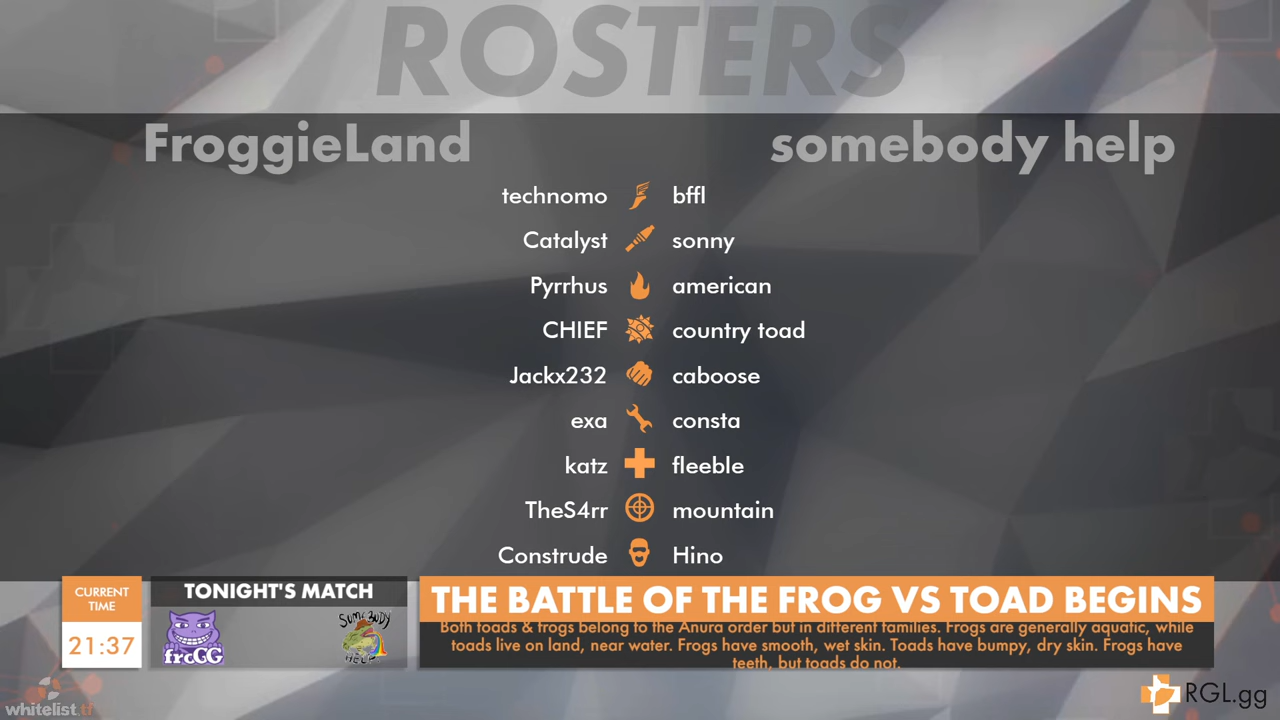 ROSTERS
FroggieLand somebody help
technomo bffl
Catalyst sonny
Pyrrhus american
CHIEF country toad
Jackx232 caboose
exa consta
katz fleeble
TheS4rr mountain
Construde Hino
CURRENT
TIME
21:37
TONIGHT'S MATCH
froGG
SOMEBODY
HELP
THE BATTLE OF THE FROG VS TOAD BEGINS
Both toads & frogs belong to the Anura order but in different families. Frogs are generally aquatic, while
toads live on land, near water. Frogs have smooth, wet skin. Toads have bumpy, dry skin. Frogs have
teeth, but toads do not.
whitelist.tf
RGL.gg